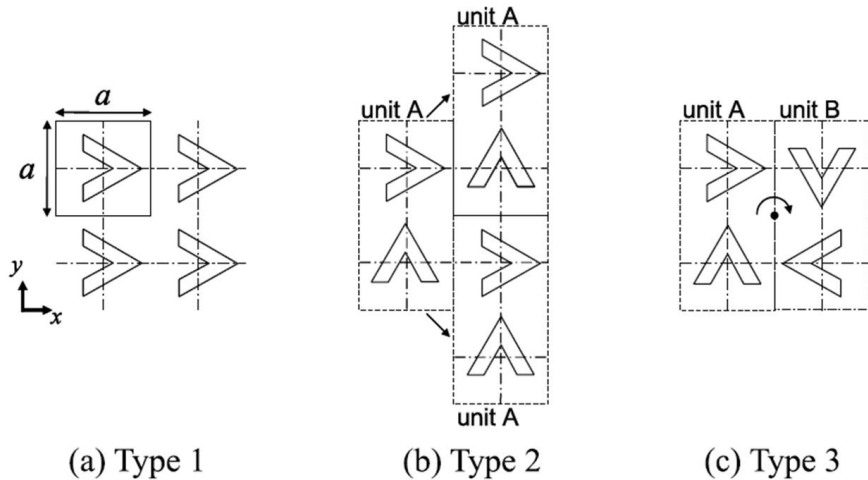 unit A
a
unit A
unit A
unit B
a
y
x
unit A
(a) Type 1
(b) Type 2
(c) Type 3